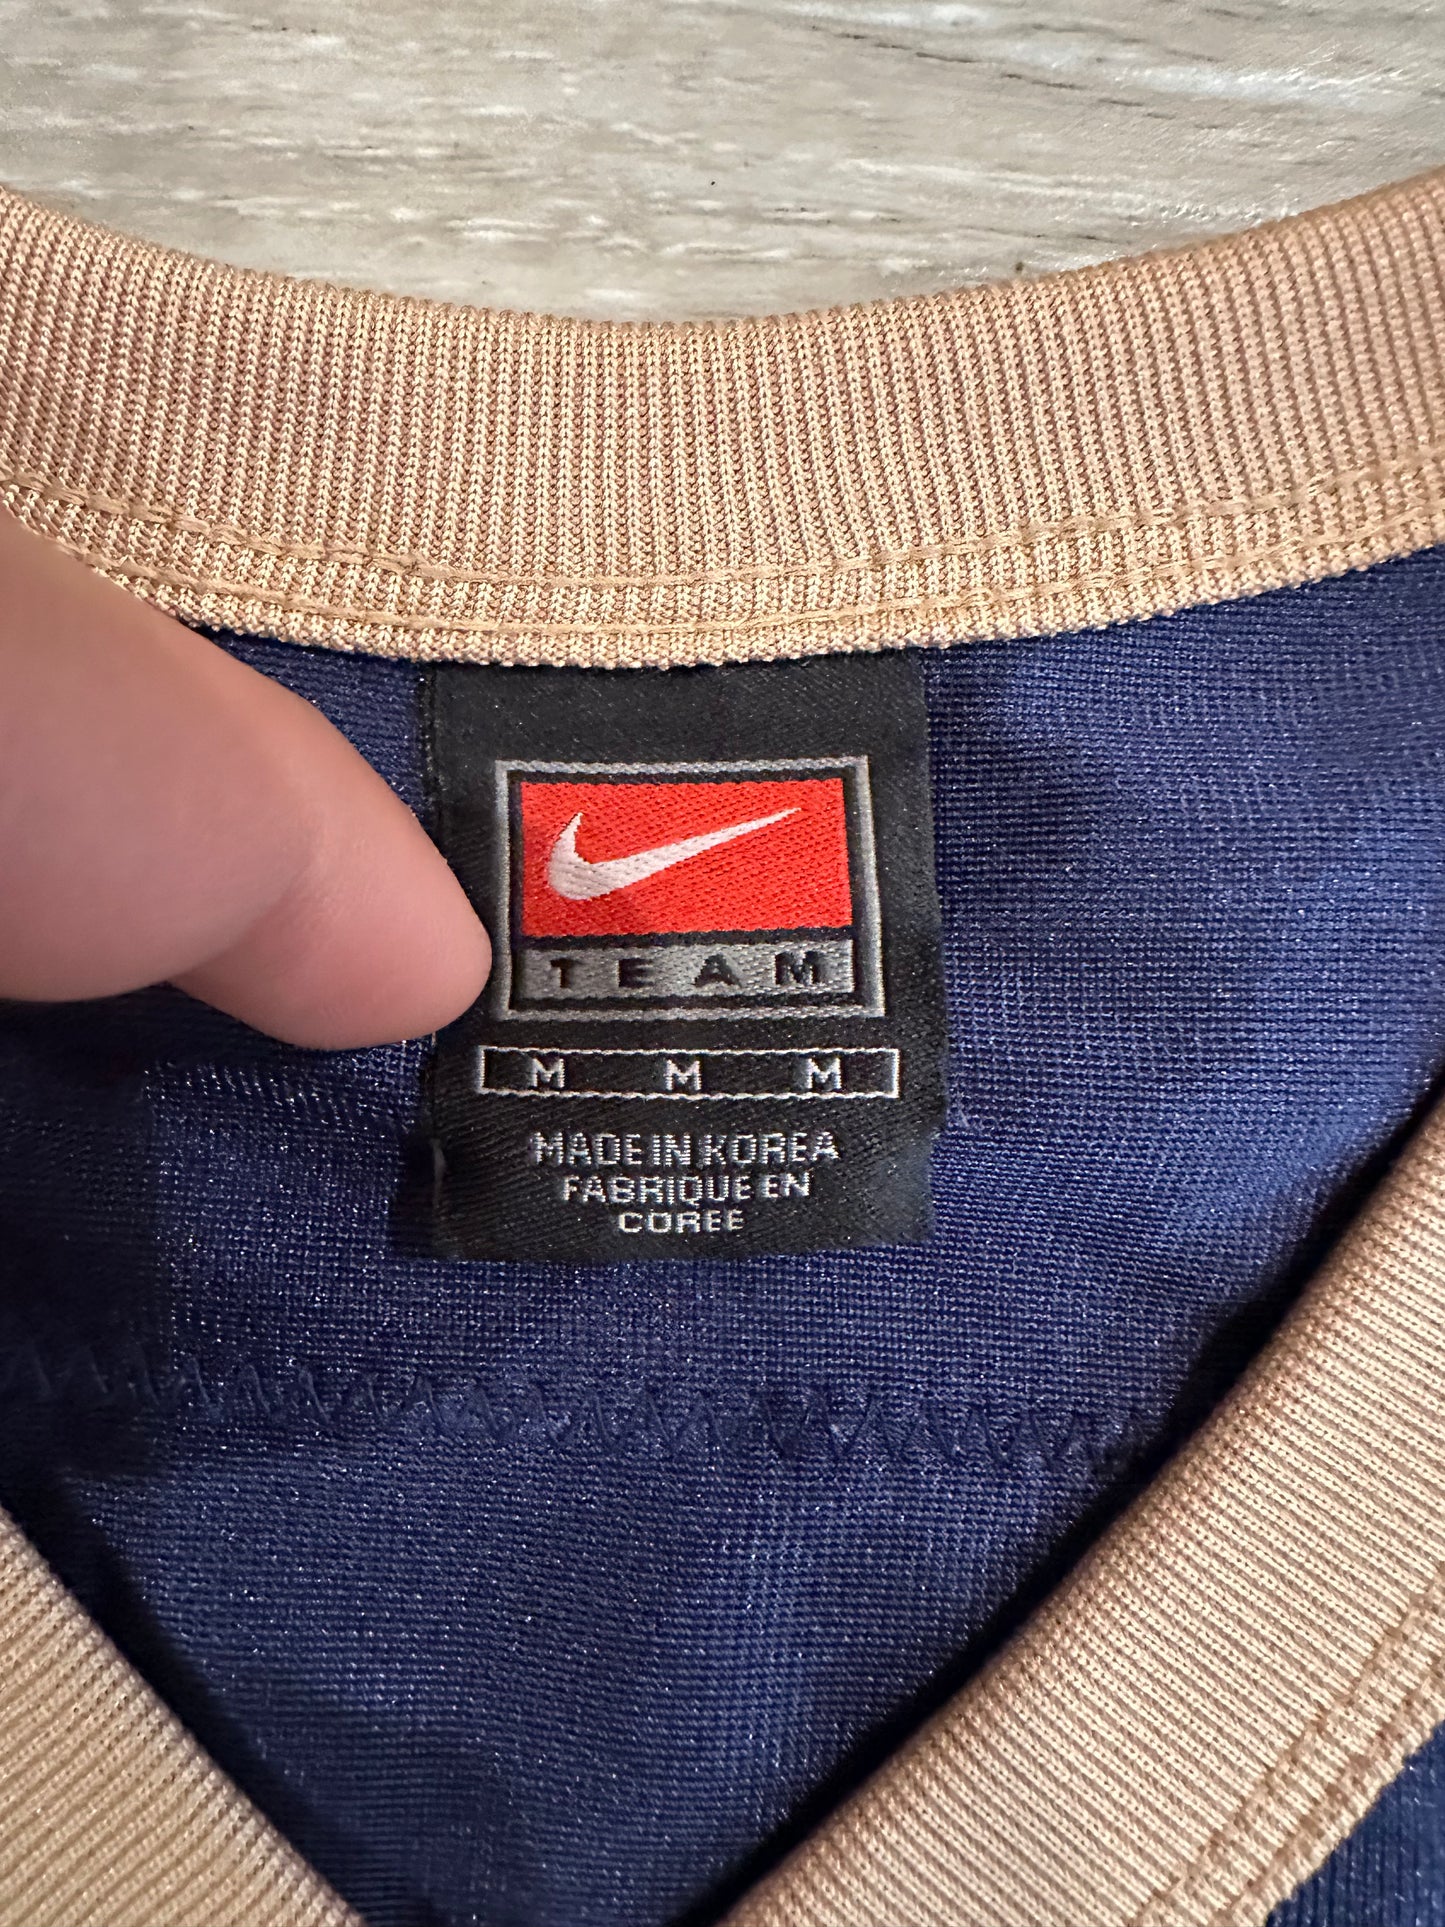 TEAM
M M M
MADE IN KOREA
FABRIQUE EN
COREE